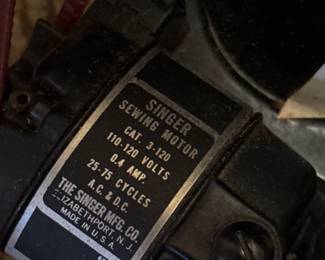 SINGER
SEWING MOTOR
CAT. 3-120
110-120 VOLTS
0.4 AMP.
25-75 CYCLES
A.C. & D.C.
THE SINGER MFG. CO.
ELIZABETHPORT, N. J.
MADE IN U.S.A.